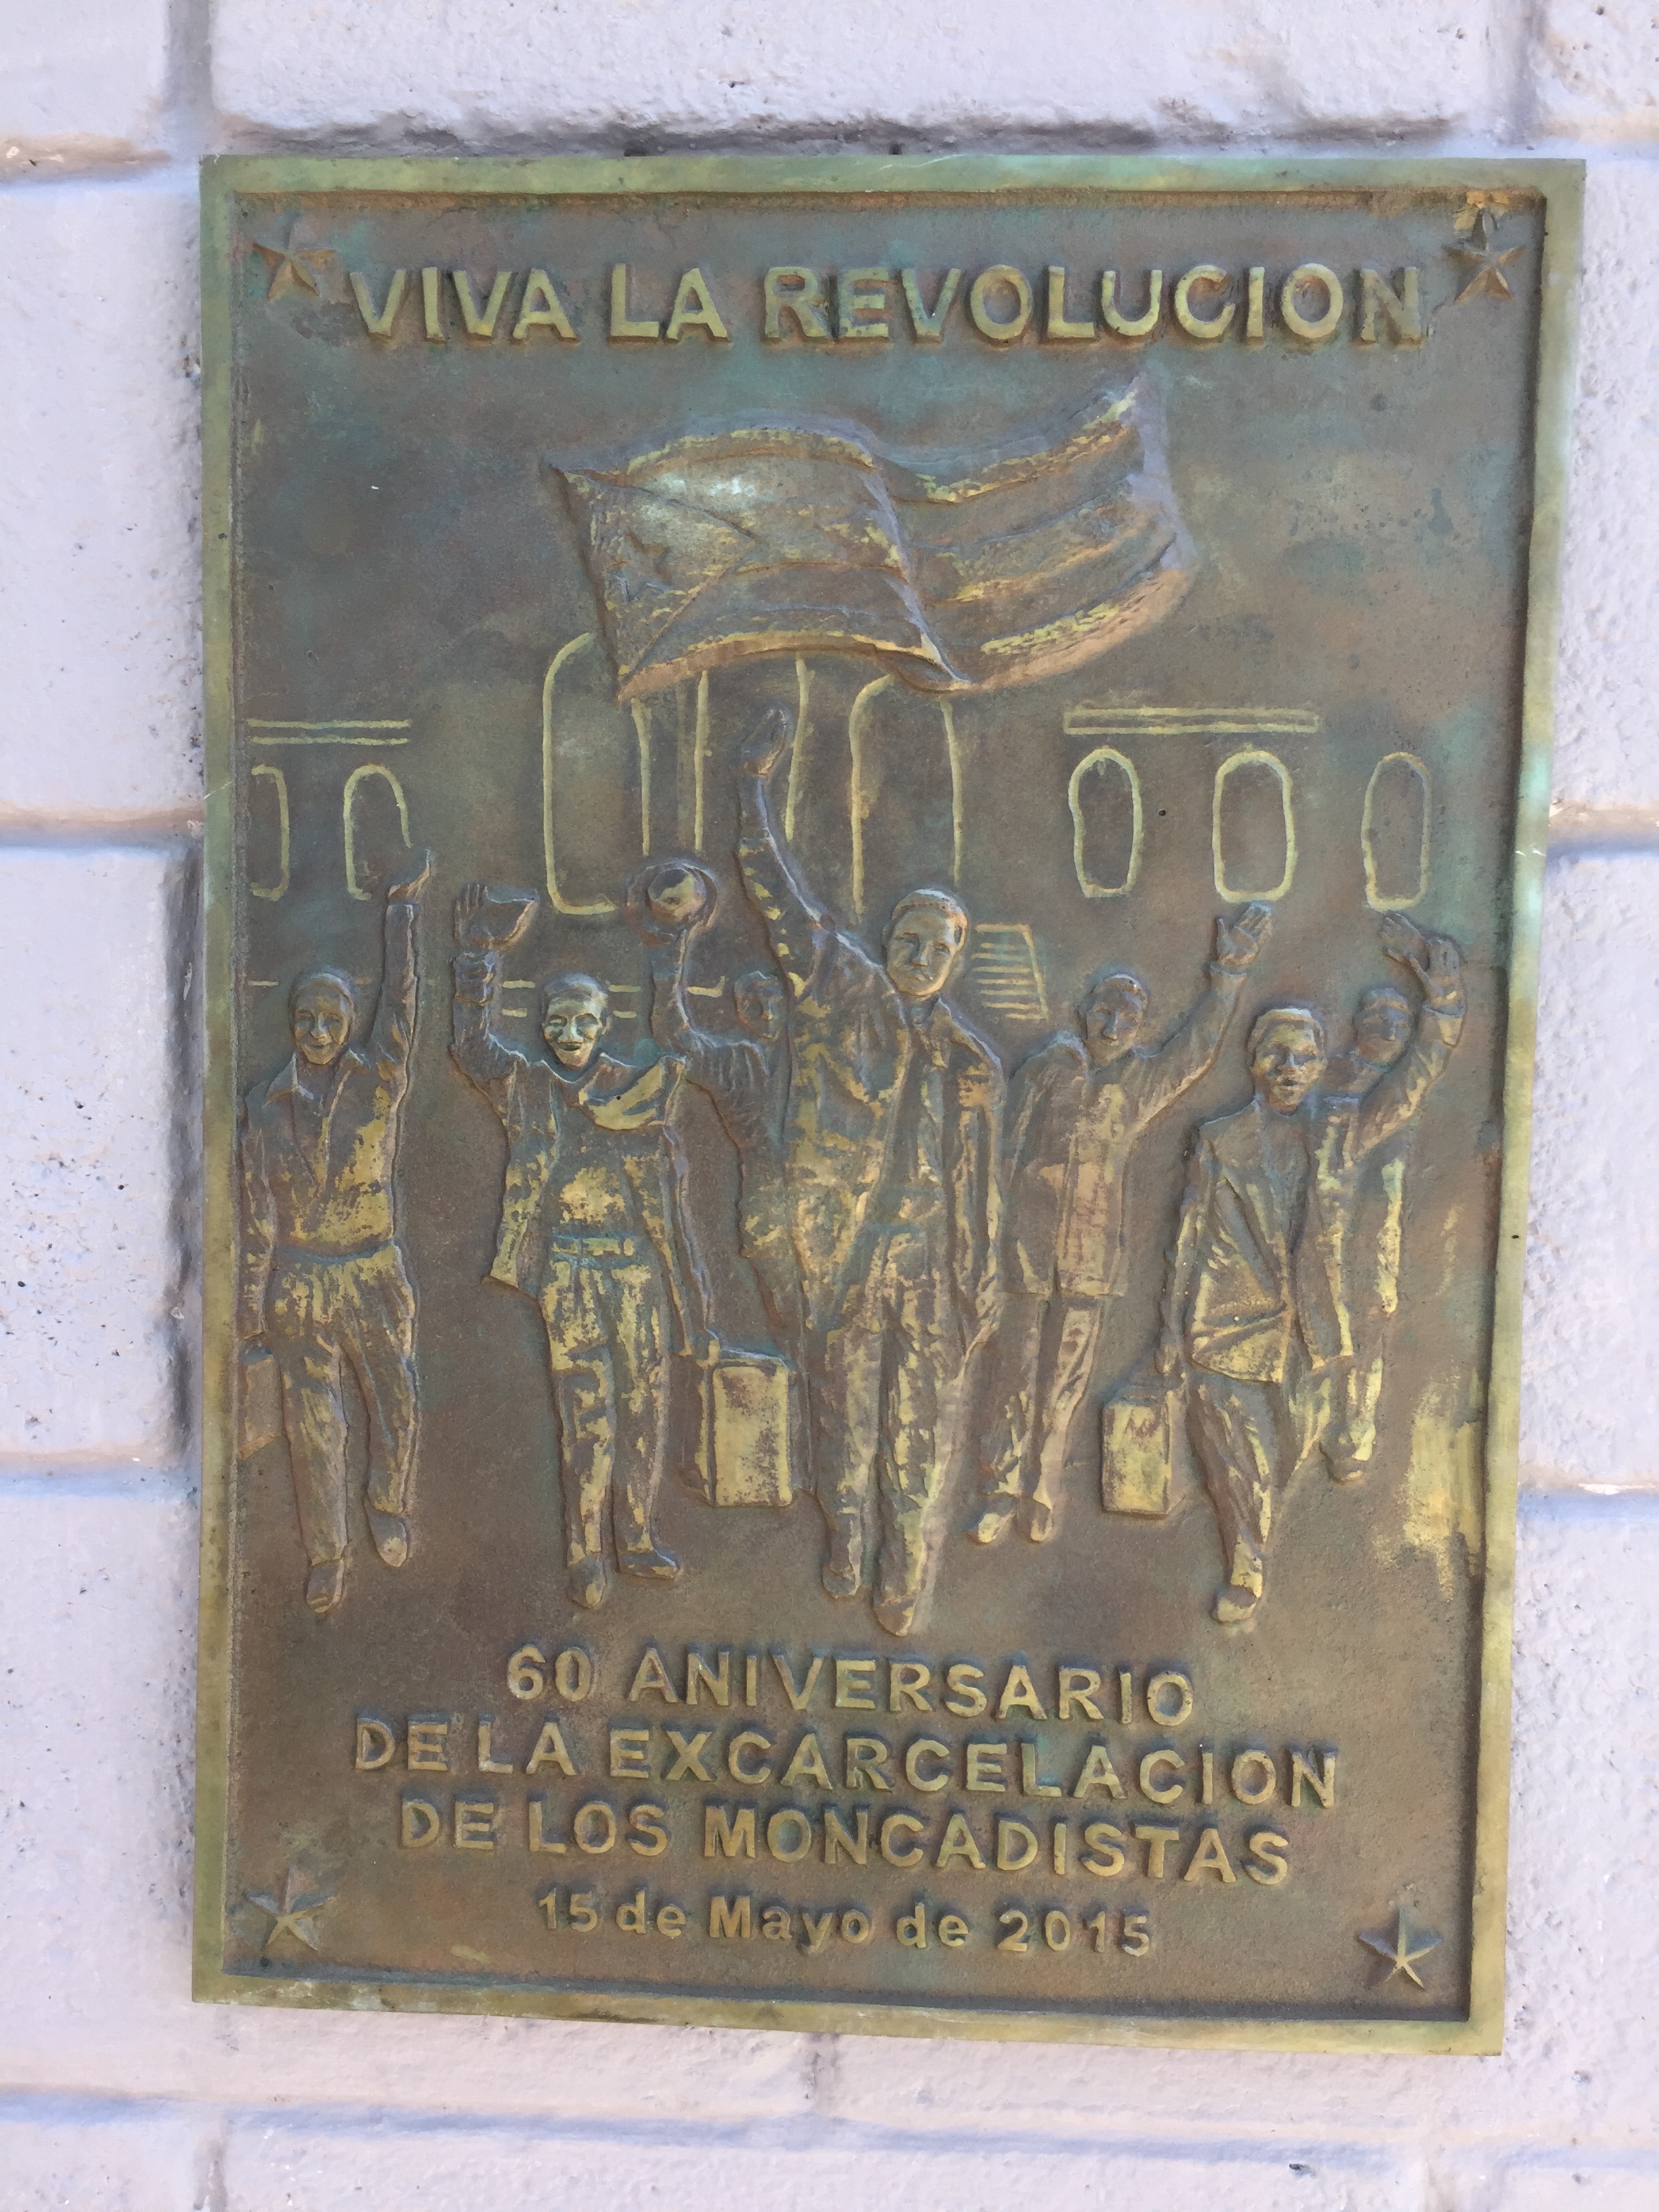 VIVA LA REVOLUCION
60 ANIVERSARIO
DE LA EXCARCELACION
DE LOS MONCADISTAS
15 de Mayo de 2015